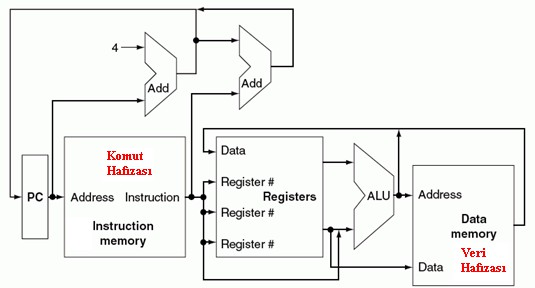 4
Add
Add
Komut
Hafızası
Data
PC
Address
Instruction
Register #
Registers
ALU
Address
Instruction
memory
Register #
Data
memory
Register #
Veri
Hafızası
Data